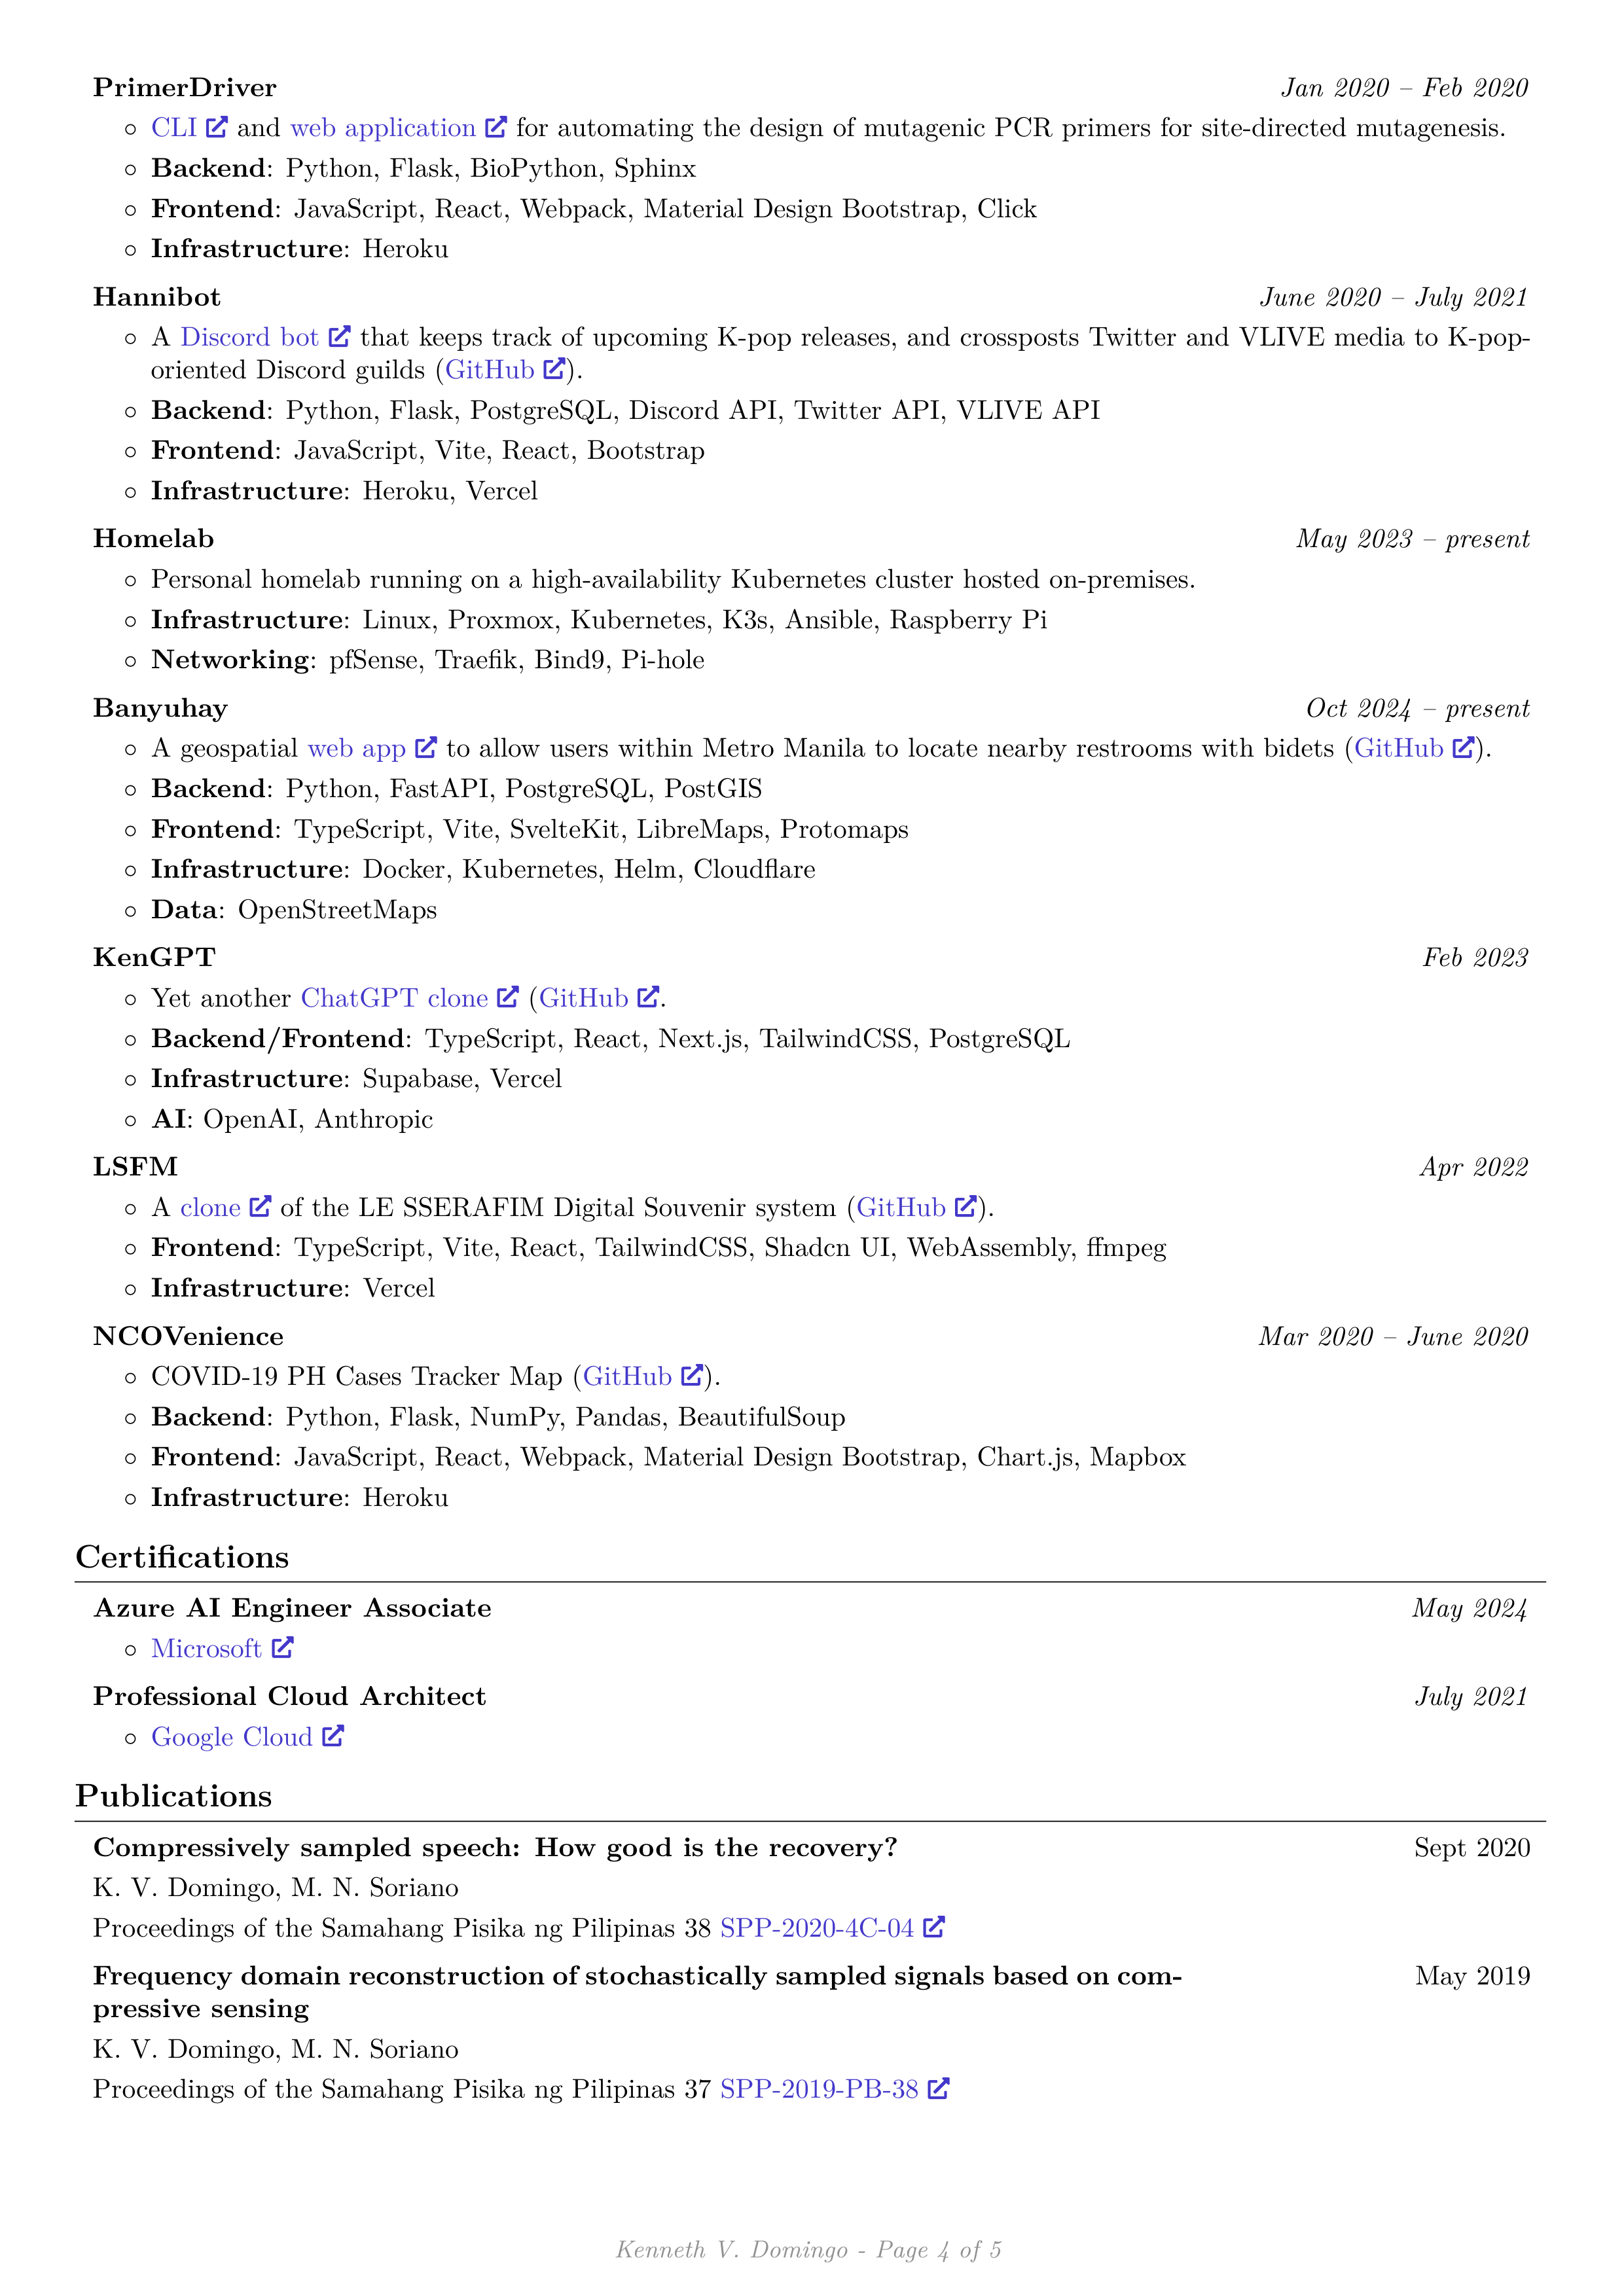 PrimerDriver Jan 2020 – Feb 2020
◦ CLI and web application for automating the design of mutagenic PCR primers for site-directed mutagenesis.
◦ Backend: Python, Flask, BioPython, Sphinx
◦ Frontend: JavaScript, React, Webpack, Material Design Bootstrap, Click
◦ Infrastructure: Heroku
Hannibot June 2020 – July 2021
◦ A Discord bot that keeps track of upcoming K-pop releases, and crossposts Twitter and VLIVE media to K-pop-
oriented Discord guilds (GitHub).
◦ Backend: Python, Flask, PostgreSQL, Discord API, Twitter API, VLIVE API
◦ Frontend: JavaScript, Vite, React, Bootstrap
◦ Infrastructure: Heroku, Vercel
Homelab May 2023 – present
◦ Personal homelab running on a high-availability Kubernetes cluster hosted on-premises.
◦ Infrastructure: Linux, Proxmox, Kubernetes, K3s, Ansible, Raspberry Pi
◦ Networking: pfSense, Traefik, Bind9, Pi-hole
Banyuhay Oct 2024 – present
◦ A geospatial web app to allow users within Metro Manila to locate nearby restrooms with bidets (GitHub).
◦ Backend: Python, FastAPI, PostgreSQL, PostGIS
◦ Frontend: TypeScript, Vite, SvelteKit, LibreMaps, Protomaps
◦ Infrastructure: Docker, Kubernetes, Helm, Cloudflare
◦ Data: OpenStreetMaps
KenGPT Feb 2023
◦ Yet another ChatGPT clone (GitHub.
◦ Backend/Frontend: TypeScript, React, Next.js, TailwindCSS, PostgreSQL
◦ Infrastructure: Supabase, Vercel
◦ AI: OpenAI, Anthropic
LSFM Apr 2022
◦ A clone of the LE SSERAFIM Digital Souvenir system (GitHub).
◦ Frontend: TypeScript, Vite, React, TailwindCSS, Shadcn UI, WebAssembly, ffmpeg
◦ Infrastructure: Vercel
NCOVenience Mar 2020 – June 2020
◦ COVID-19 PH Cases Tracker Map (GitHub).
◦ Backend: Python, Flask, NumPy, Pandas, BeautifulSoup
◦ Frontend: JavaScript, React, Webpack, Material Design Bootstrap, Chart.js, Mapbox
◦ Infrastructure: Heroku
Certifications
Azure AI Engineer Associate May 2024
◦ Microsoft
Professional Cloud Architect July 2021
◦ Google Cloud
Publications
Compressively sampled speech: How good is the recovery? Sept 2020
K. V. Domingo, M. N. Soriano
Proceedings of the Samahang Pisika ng Pilipinas 38 SPP-2020-4C-04
Frequency domain reconstruction of stochastically sampled signals based on com- May 2019
pressive sensing
K. V. Domingo, M. N. Soriano
Proceedings of the Samahang Pisika ng Pilipinas 37 SPP-2019-PB-38
Kenneth V. Domingo - Page 4 of 5